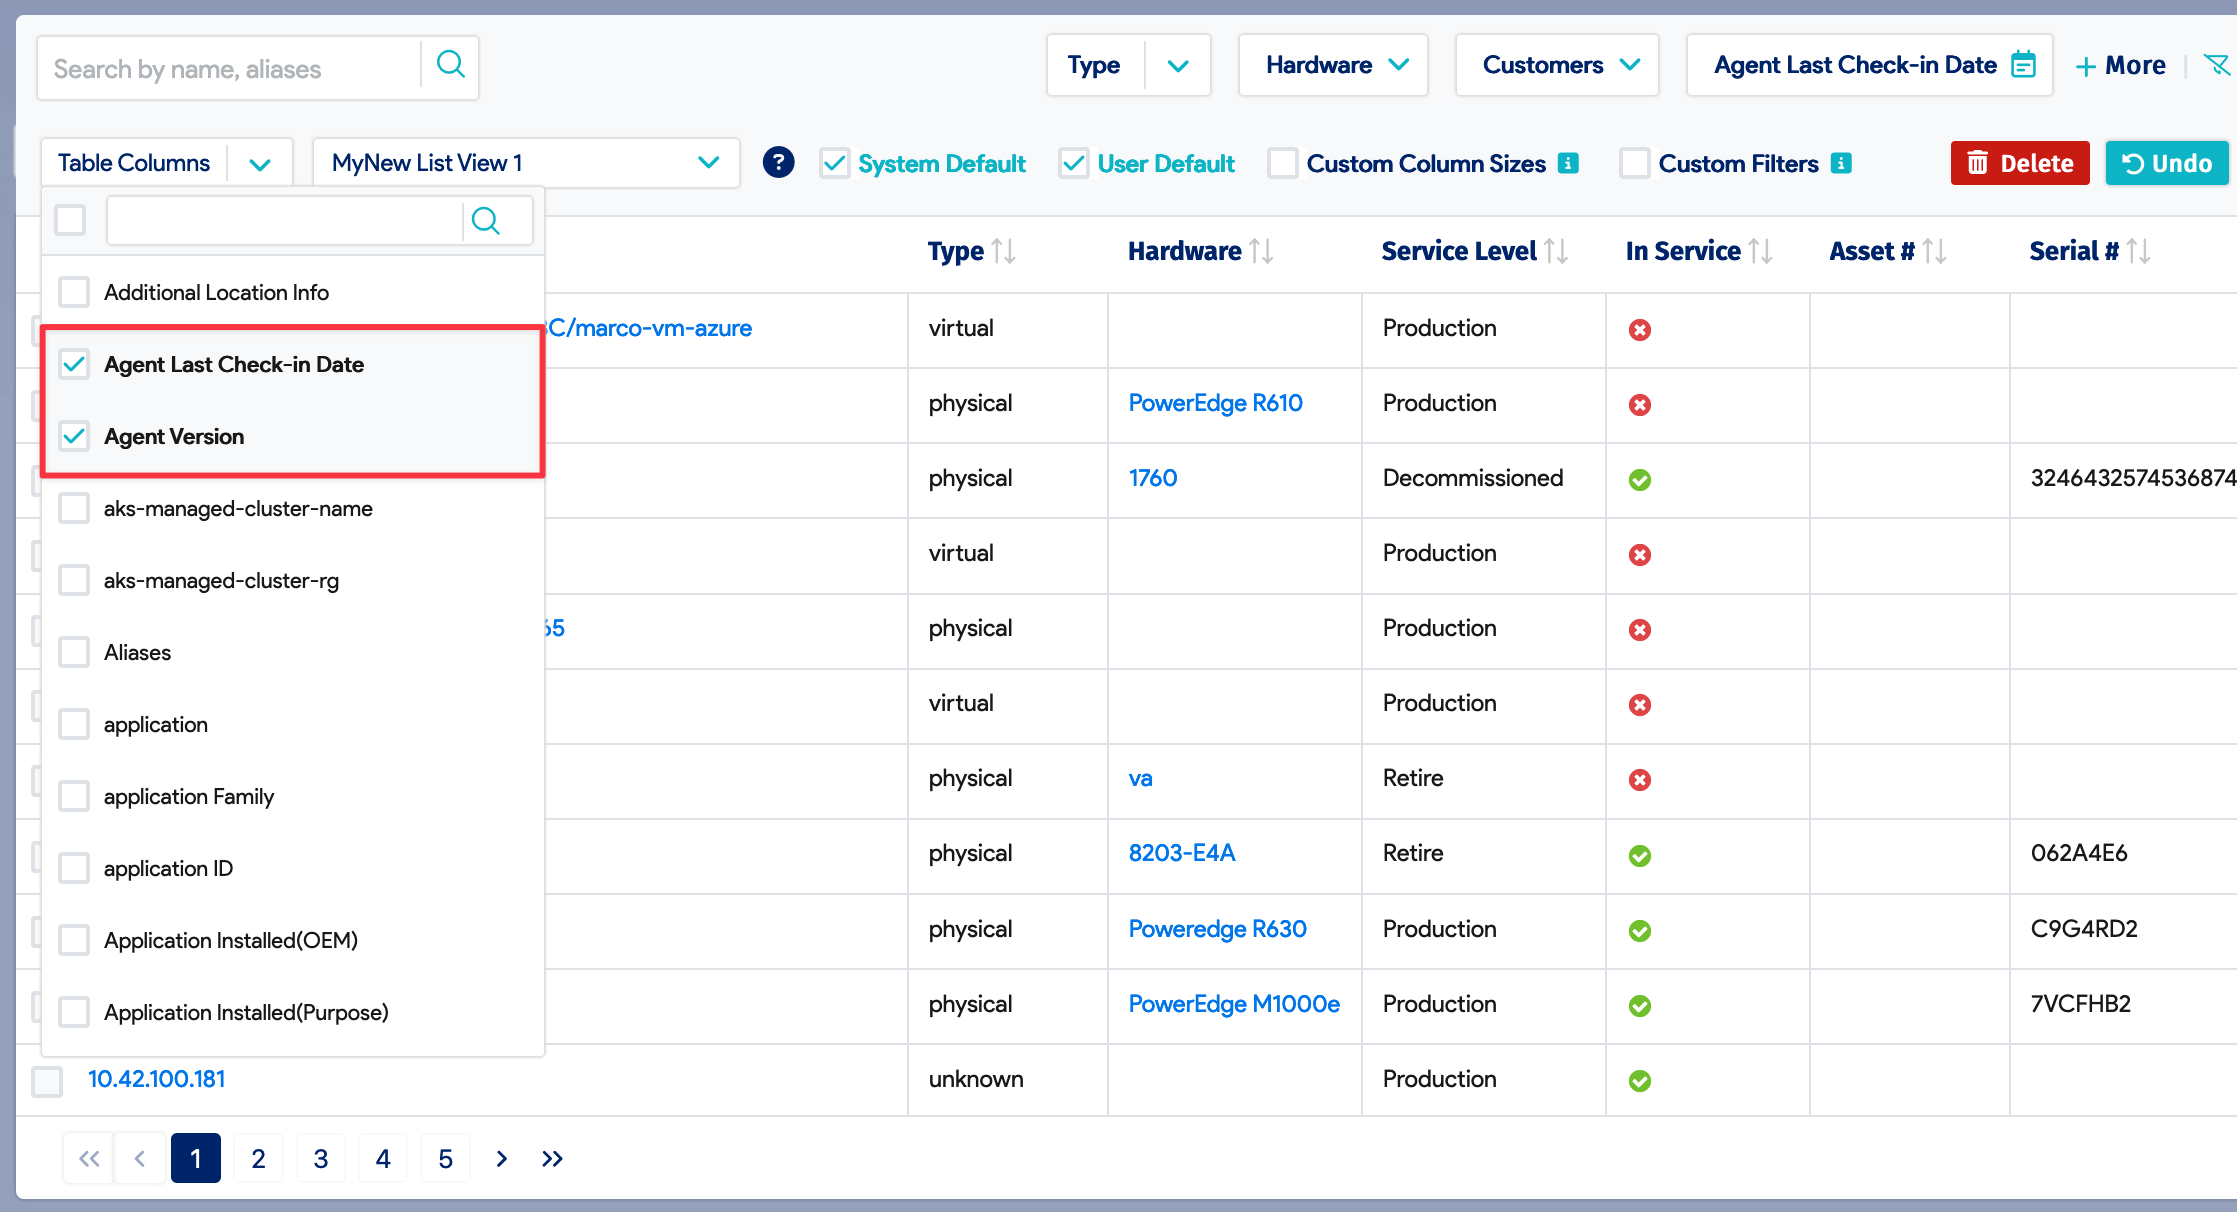 Search by name, aliases
Type
Hardware
Customers
Agent Last Check-in Date
+ More
Table Columns
MyNew List View 1
?
System Default
User Default
Custom Column Sizes i
Custom Filters i
Delete
Undo
Type
Hardware
Service Level
In Service
Asset #
Serial #
Additional Location Info
Agent Last Check-in Date
Agent Version
aks-managed-cluster-name
aks-managed-cluster-rg
Aliases
application
application Family
application ID
Application Installed(OEM)
Application Installed(Purpose)
C/marco-vm-azure virtual Production
physical PowerEdge R610 Production
physical 1760 Decommissioned 3246432574536874
virtual Production
65 physical Production
virtual Production
physical va Retire
physical 8203-E4A Retire 062A4E6
physical Poweredge R630 Production C9G4RD2
physical PowerEdge M1000e Production 7VCFHB2
10.42.100.181 unknown Production
<< < 1 2 3 4 5 > >>